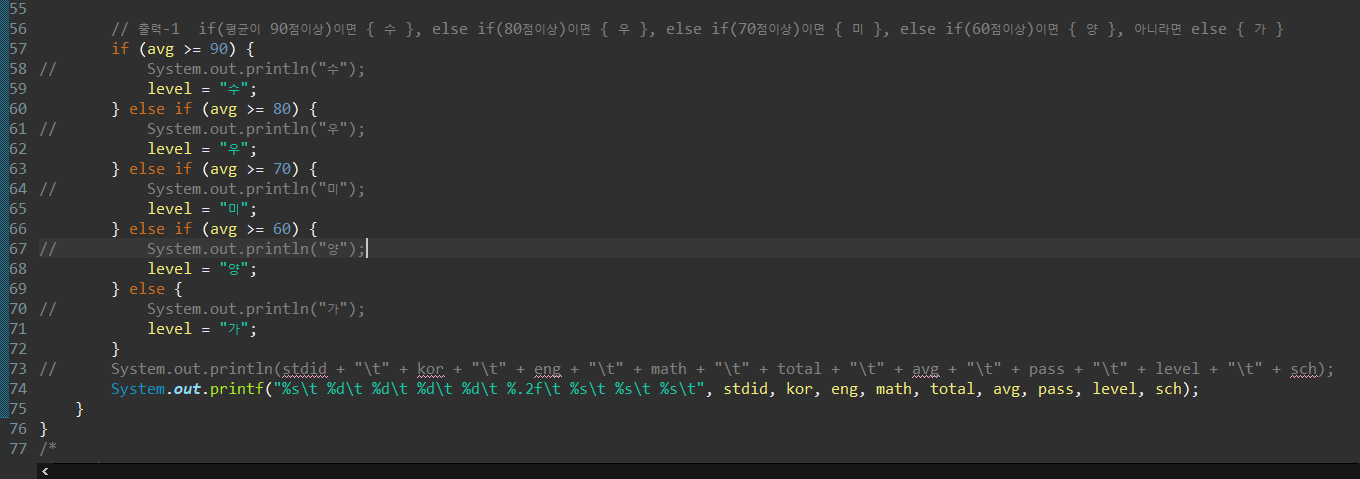 55
56 // 출력-1 if(평균이 90점이상)이면 { 수 }, else if(80점이상)이면 { 우 }, else if(70점이상)이면 { 미 }, else if(60점이상)이면 { 양 }, 아니라면 else { 가 }
57 if (avg >= 90) {
58 // System.out.println("수");
59 level = "수";
60 } else if (avg >= 80) {
61 // System.out.println("우");
62 level = "우";
63 } else if (avg >= 70) {
64 // System.out.println("미");
65 level = "미";
66 } else if (avg >= 60) {
67 // System.out.println("양");
68 level = "양";
69 } else {
70 // System.out.println("가");
71 level = "가";
72 }
73 // System.out.println(stdid + "\t" + kor + "\t" + eng + "\t" + math + "\t" + total + "\t" + avg + "\t" + pass + "\t" + level + "\t" + sch);
74 System.out.printf("%s\t %d\t %d\t %d\t %d\t %.2f\t %s\t %s\t %s\t", stdid, kor, eng, math, total, avg, pass, level, sch);
75 }
76 }
77 /*